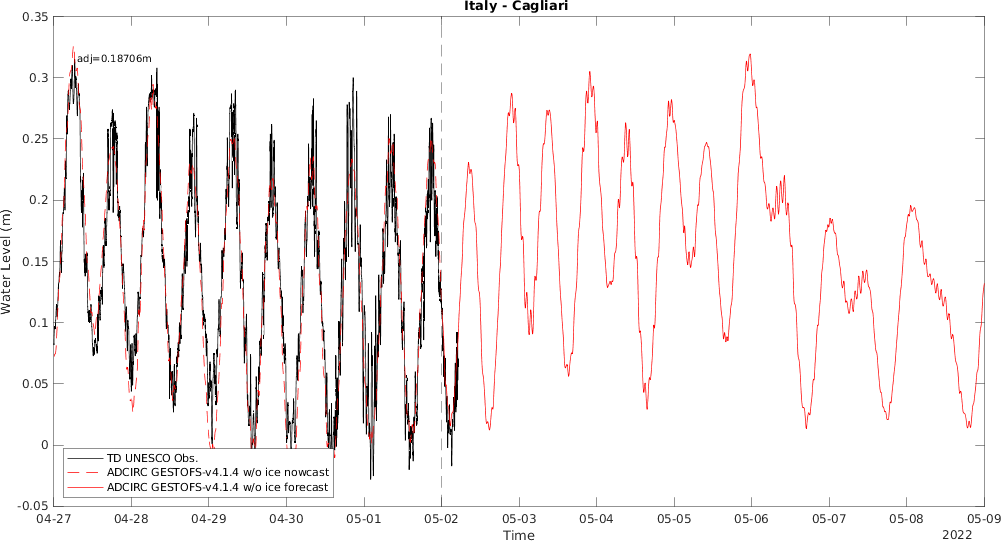 Italy - Cagliari
0.35
0.3
0.25
0.2
0.15
0.1
0.05
0
-0.05
Water Level (m)
adj=0.18706m
TD UNESCO Obs.
ADCIRC GESTOFS-v4.1.4 w/o ice nowcast
ADCIRC GESTOFS-v4.1.4 w/o ice forecast
04-27 04-28 04-29 04-30 05-01 05-02 05-03 05-04 05-05 05-06 05-07 05-08 05-09
Time 2022